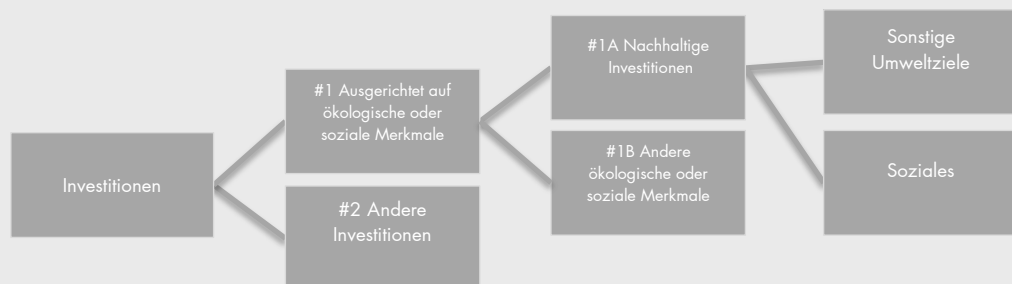 Investitionen
#1 Ausgerichtet auf
ökologische oder
soziale Merkmale
#2 Andere
Investitionen
#1A Nachhaltige
Investitionen
#1B Andere
ökologische oder
soziale Merkmale
Sonstige
Umweltziele
Soziales